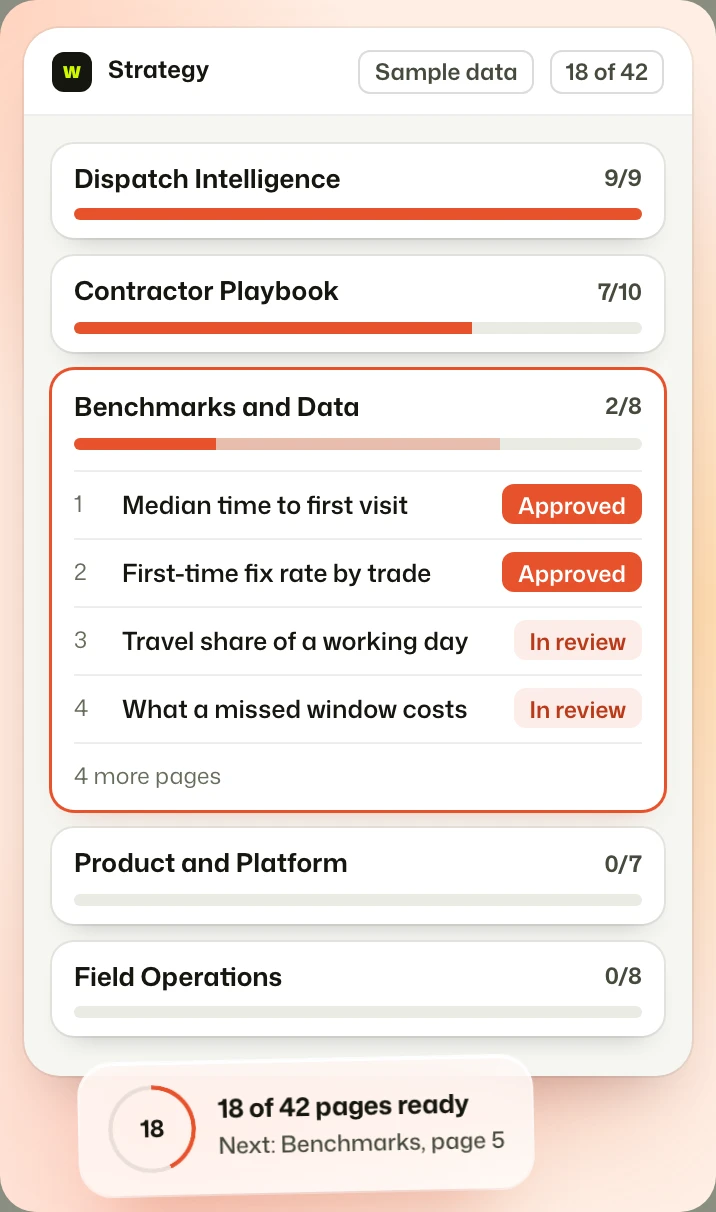 w Strategy Sample data 18 of 42
Dispatch Intelligence 9/9
Contractor Playbook 7/10
Benchmarks and Data 2/8
1 Median time to first visit Approved
2 First-time fix rate by trade Approved
3 Travel share of a working day In review
4 What a missed window costs In review
4 more pages
Product and Platform 0/7
Field Operations 0/8
18 18 of 42 pages ready
Next: Benchmarks, page 5